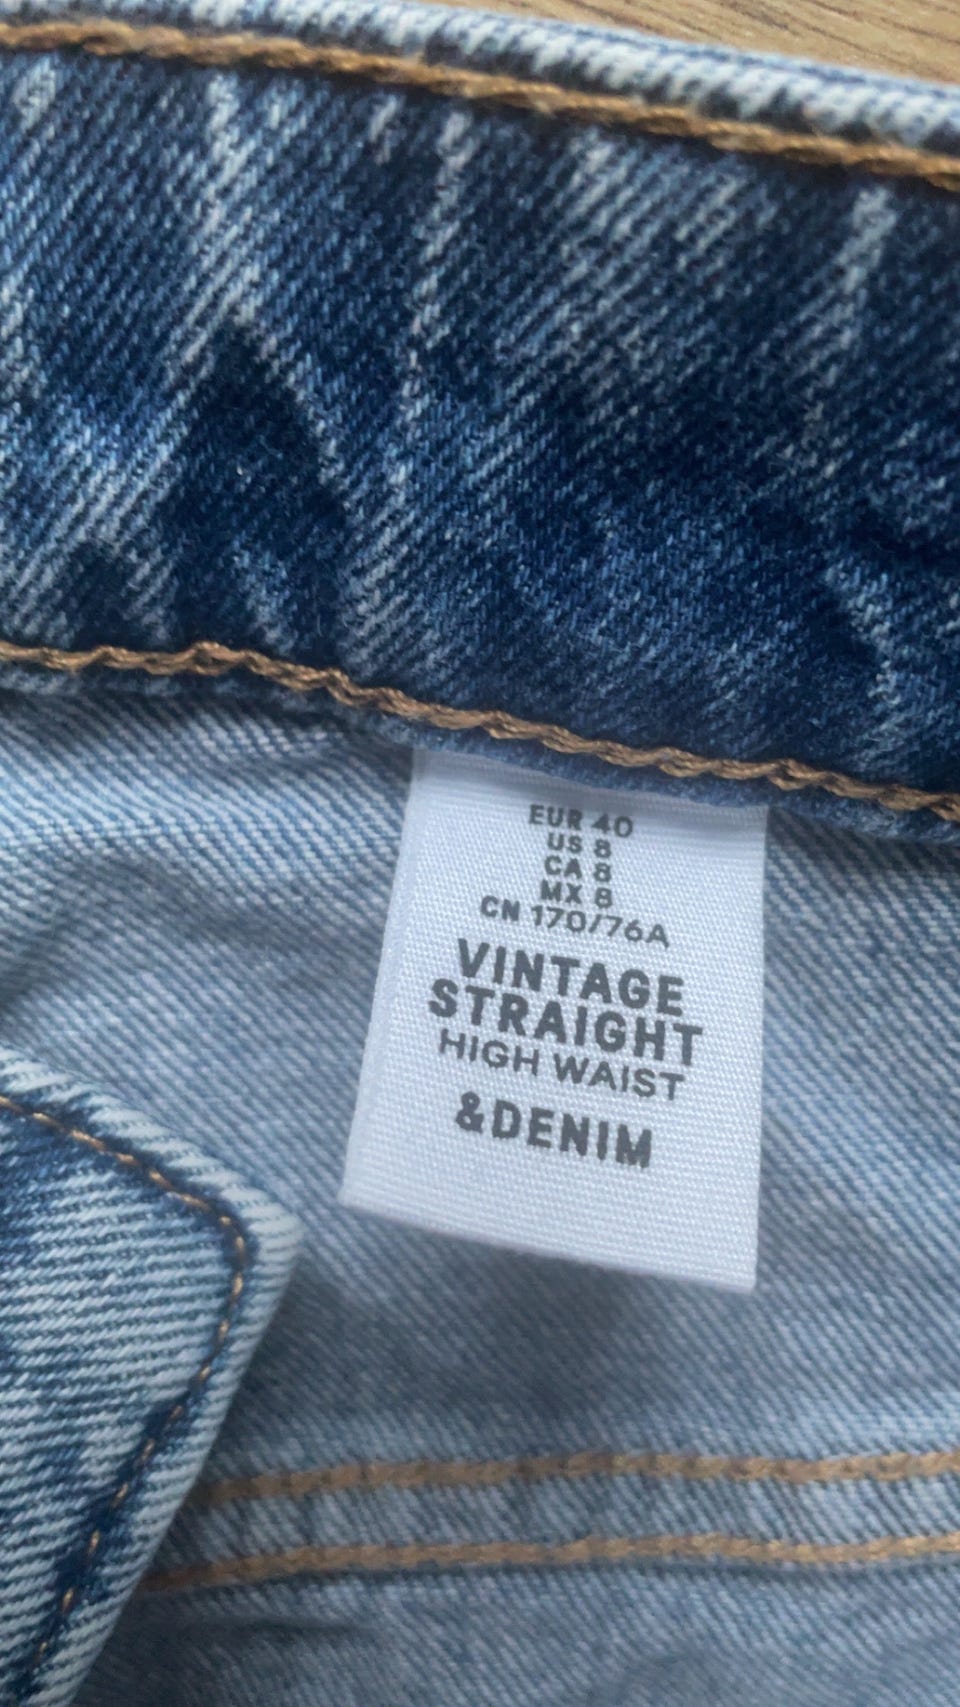 EUR 40
US 8
CA 8
MX 8
CN 170/76A
VINTAGE
STRAIGHT
HIGH WAIST
&DENIM